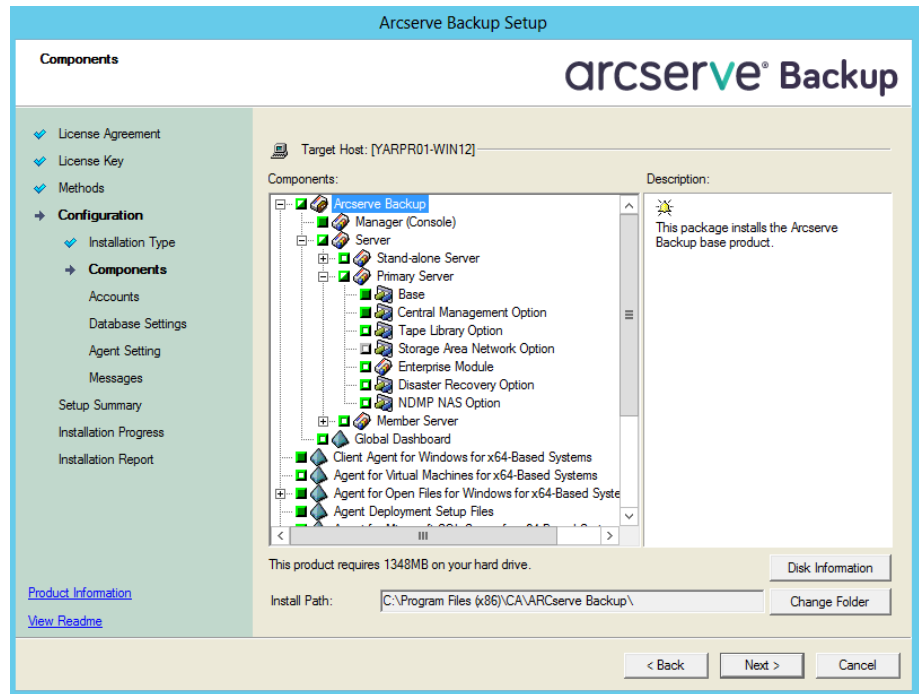 Arcserve Backup Setup
Components
arcserve® Backup
License Agreement
License Key
Methods
Configuration
Installation Type
Components
Accounts
Database Settings
Agent Setting
Messages
Setup Summary
Installation Progress
Installation Report
Product Information
View Readme
Target Host: [YARPR01-WIN12]
Components:
Arcserve Backup
Manager (Console)
Server
Stand-alone Server
Primary Server
Base
Central Management Option
Tape Library Option
Storage Area Network Option
Enterprise Module
Disaster Recovery Option
NDMP NAS Option
Member Server
Global Dashboard
Client Agent for Windows for x64-Based Systems
Agent for Virtual Machines for x64-Based Systems
Agent for Open Files for Windows for x64-Based Syste
Agent Deployment Setup Files
Description:
This package installs the Arcserve
Backup base product.
This product requires 1348MB on your hard drive.
Disk Information
Install Path:
C:\Program Files (x86)\CA\ARCserve Backup\
Change Folder
< Back
Next >
Cancel